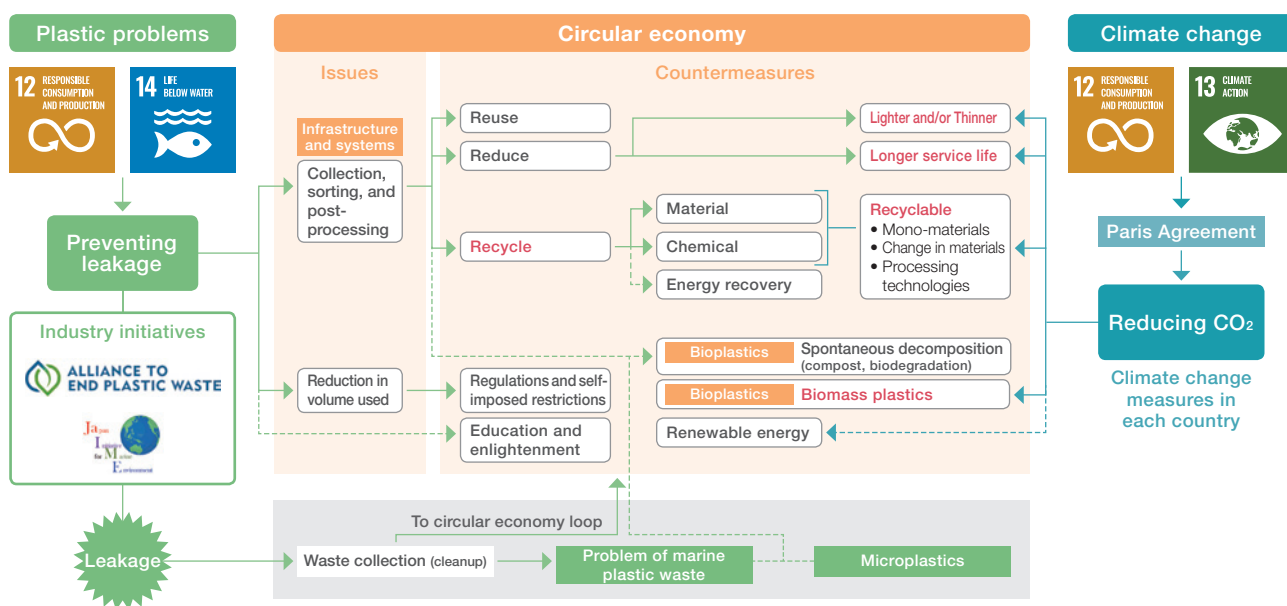 Plastic problems
12 RESPONSIBLE
CONSUMPTION
AND PRODUCTION
14 LIFE
BELOW WATER
Preventing
leakage
Industry initiatives
ALLIANCE TO
END PLASTIC WASTE
Japan
Initiative
for Marine
Environment
Leakage
Circular economy
Issues
Countermeasures
Infrastructure
and systems
Collection,
sorting, and
post-
processing
Reduction in
volume used
Reuse
Reduce
Recycle
Regulations and self-
imposed restrictions
Education and
enlightenment
Lighter and/or Thinner
Longer service life
Material
Chemical
Energy recovery
Recyclable
• Mono-materials
• Change in materials
• Processing
technologies
Bioplastics Spontaneous decomposition
(compost, biodegradation)
Bioplastics Biomass plastics
Renewable energy
To circular economy loop
Waste collection (cleanup)
Problem of marine
plastic waste
Microplastics
Climate change
12 RESPONSIBLE
CONSUMPTION
AND PRODUCTION
13 CLIMATE
ACTION
Paris Agreement
Reducing CO₂
Climate change
measures in
each country